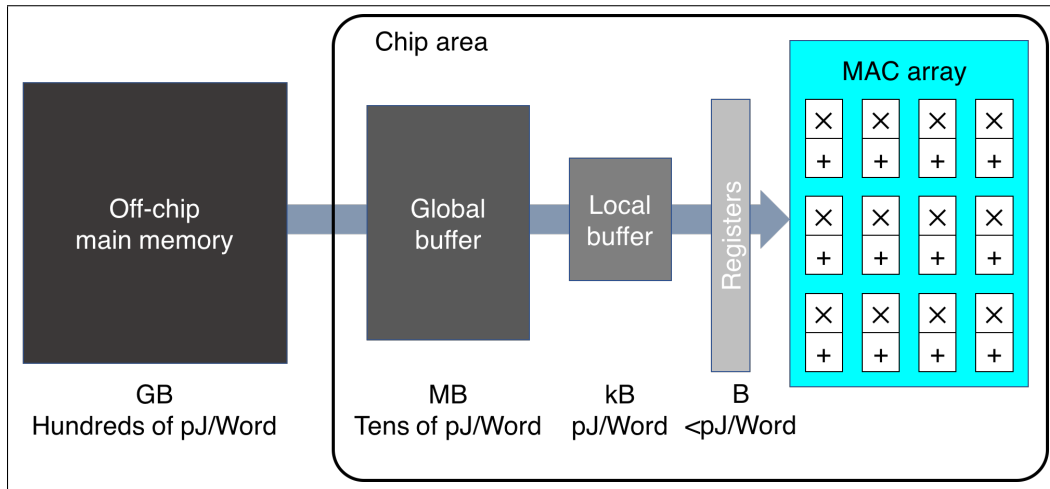 Chip area
Off-chip
main memory
Global
buffer
Local
buffer
Registers
MAC array
× × × ×
+ + + +
× × × ×
+ + + +
× × × ×
+ + + +
GB
Hundreds of pJ/Word
MB
Tens of pJ/Word
kB
pJ/Word
B
<pJ/Word